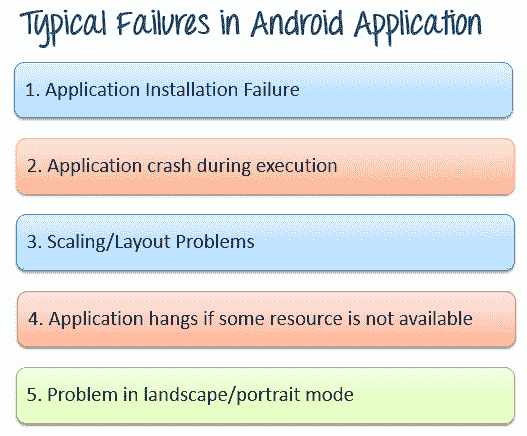 Typical Failures in Android Application
1. Application Installation Failure
2. Application crash during execution
3. Scaling/Layout Problems
4. Application hangs if some resource is not available
5. Problem in landscape/portrait mode